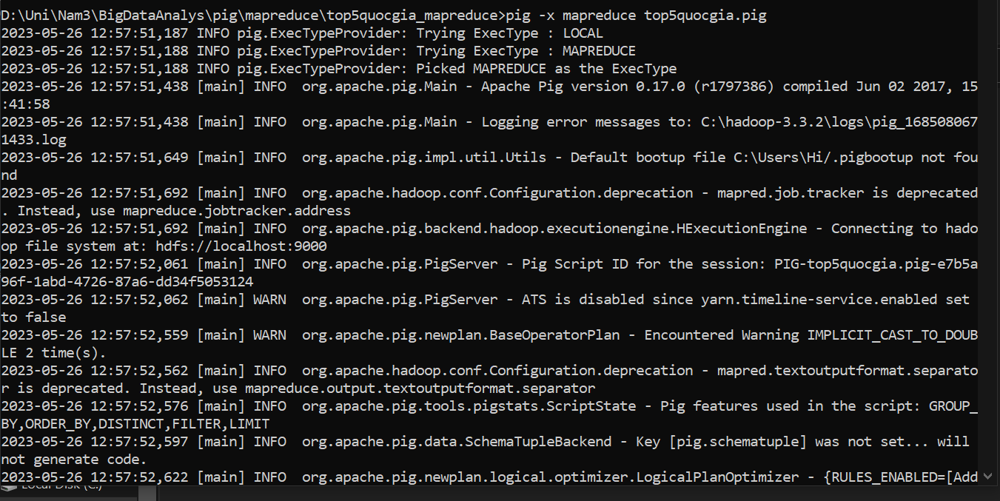 D:\Uni\Nam3\BigDataAnalys\pig\mapreduce\top5quocgia_mapreduce>pig -x mapreduce top5quocgia.pig
2023-05-26 12:57:51,187 INFO pig.ExecTypeProvider: Trying ExecType : LOCAL
2023-05-26 12:57:51,188 INFO pig.ExecTypeProvider: Trying ExecType : MAPREDUCE
2023-05-26 12:57:51,188 INFO pig.ExecTypeProvider: Picked MAPREDUCE as the ExecType
2023-05-26 12:57:51,438 [main] INFO  org.apache.pig.Main - Apache Pig version 0.17.0 (r1797386) compiled Jun 02 2017, 15
:41:58
2023-05-26 12:57:51,438 [main] INFO  org.apache.pig.Main - Logging error messages to: C:\hadoop-3.3.2\logs\pig_168508067
1433.log
2023-05-26 12:57:51,649 [main] INFO  org.apache.pig.impl.util.Utils - Default bootup file C:\Users\Hi/.pigbootup not fou
nd
2023-05-26 12:57:51,692 [main] INFO  org.apache.hadoop.conf.Configuration.deprecation - mapred.job.tracker is deprecated
. Instead, use mapreduce.jobtracker.address
2023-05-26 12:57:51,692 [main] INFO  org.apache.pig.backend.hadoop.executionengine.HExecutionEngine - Connecting to hado
op file system at: hdfs://localhost:9000
2023-05-26 12:57:52,061 [main] INFO  org.apache.pig.PigServer - Pig Script ID for the session: PIG-top5quocgia.pig-e7b5a
96f-1abd-4726-87a6-dd34f5053124
2023-05-26 12:57:52,062 [main] WARN  org.apache.pig.PigServer - ATS is disabled since yarn.timeline-service.enabled set
to false
2023-05-26 12:57:52,559 [main] WARN  org.apache.pig.newplan.BaseOperatorPlan - Encountered Warning IMPLICIT_CAST_TO_DOUB
LE 2 time(s).
2023-05-26 12:57:52,562 [main] INFO  org.apache.hadoop.conf.Configuration.deprecation - mapred.textoutputformat.separato
r is deprecated. Instead, use mapreduce.output.textoutputformat.separator
2023-05-26 12:57:52,576 [main] INFO  org.apache.pig.tools.pigstats.ScriptState - Pig features used in the script: GROUP_
BY,ORDER_BY,DISTINCT,FILTER,LIMIT
2023-05-26 12:57:52,597 [main] INFO  org.apache.pig.data.SchemaTupleBackend - Key [pig.schematuple] was not set... will
not generate code.
2023-05-26 12:57:52,622 [main] INFO  org.apache.pig.newplan.logical.optimizer.LogicalPlanOptimizer - {RULES_ENABLED=[Add
Local Disk (C:)